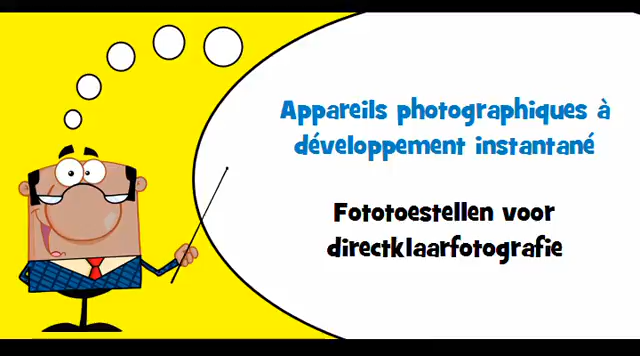 Appareils photographiques à
développement instantané
Fototoestellen voor
directklaarfotografie